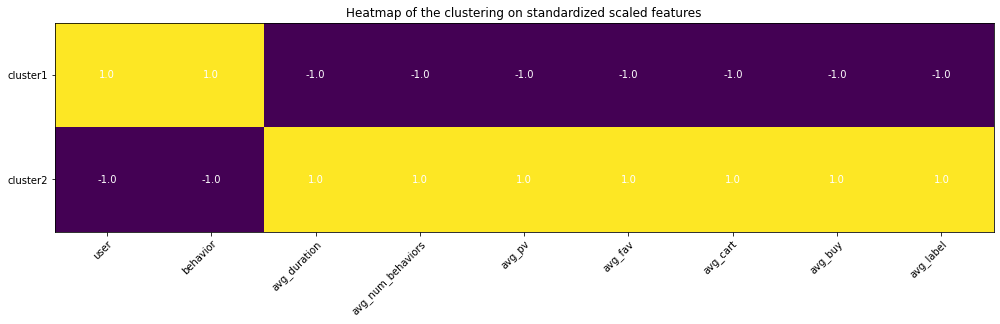 Heatmap of the clustering on standardized scaled features
cluster1
1.0 1.0 -1.0 -1.0 -1.0 -1.0 -1.0 -1.0 -1.0
cluster2
-1.0 -1.0 1.0 1.0 1.0 1.0 1.0 1.0 1.0
user
behavior
avg_duration
avg_num_behaviors
avg_pv
avg_fav
avg_cart
avg_buy
avg_label